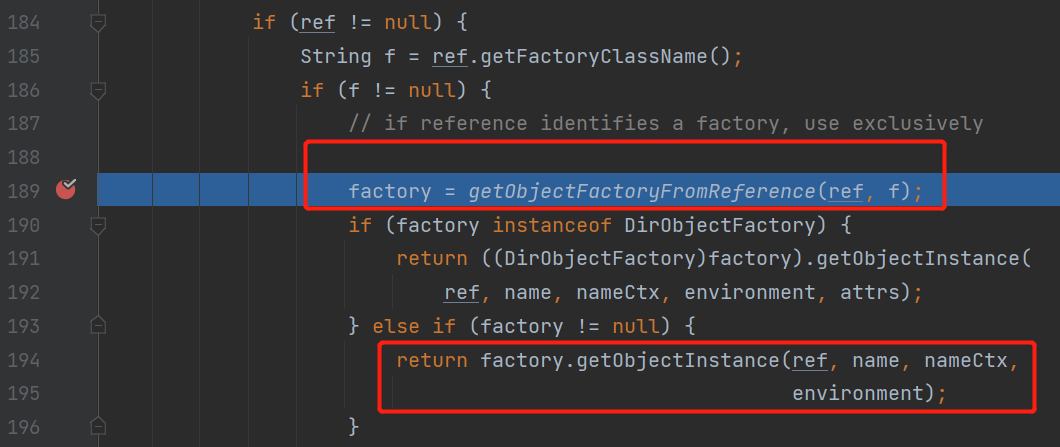 184 if (ref != null) {
185 String f = ref.getFactoryClassName();
186 if (f != null) {
187 // if reference identifies a factory, use exclusively
188
189 factory = getObjectFactoryFromReference(ref, f);
190 if (factory instanceof DirObjectFactory) {
191 return ((DirObjectFactory)factory).getObjectInstance(
192 ref, name, nameCtx, environment, attrs);
193 } else if (factory != null) {
194 return factory.getObjectInstance(ref, name, nameCtx,
195 environment);
196 }